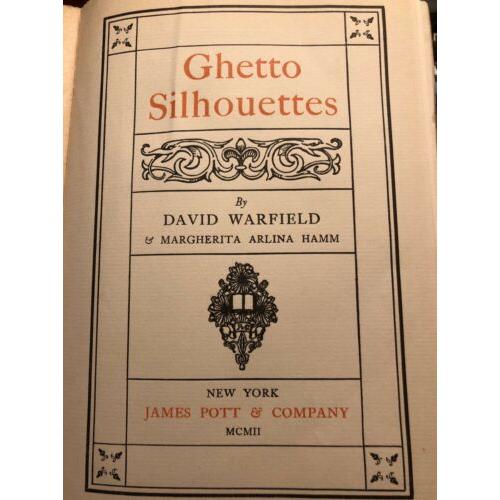 Ghetto
Silhouettes
By
DAVID WARFIELD
& MARGHERITA ARLINA HAMM
NEW YORK
JAMES POTT & COMPANY
MCMII